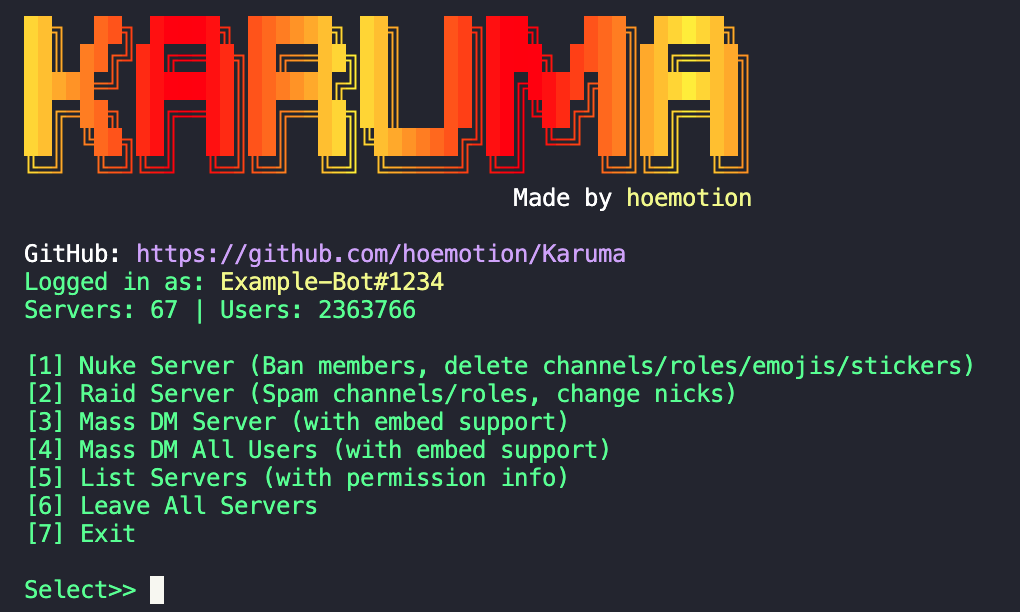 KARUMA
Made by hoemotion
GitHub: https://github.com/hoemotion/Karuma
Logged in as: Example-Bot#1234
Servers: 67 | Users: 2363766
[1] Nuke Server (Ban members, delete channels/roles/emojis/stickers)
[2] Raid Server (Spam channels/roles, change nicks)
[3] Mass DM Server (with embed support)
[4] Mass DM All Users (with embed support)
[5] List Servers (with permission info)
[6] Leave All Servers
[7] Exit
Select>>